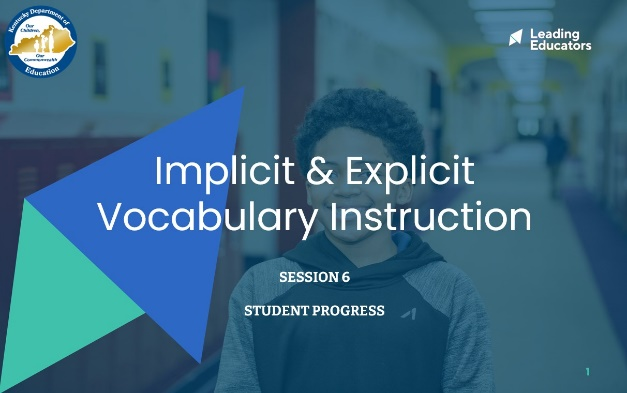 Kentucky Department of
Our
Children,
Our
Commonwealth
Education
Leading
Educators
Implicit & Explicit
Vocabulary Instruction
SESSION 6
STUDENT PROGRESS
1